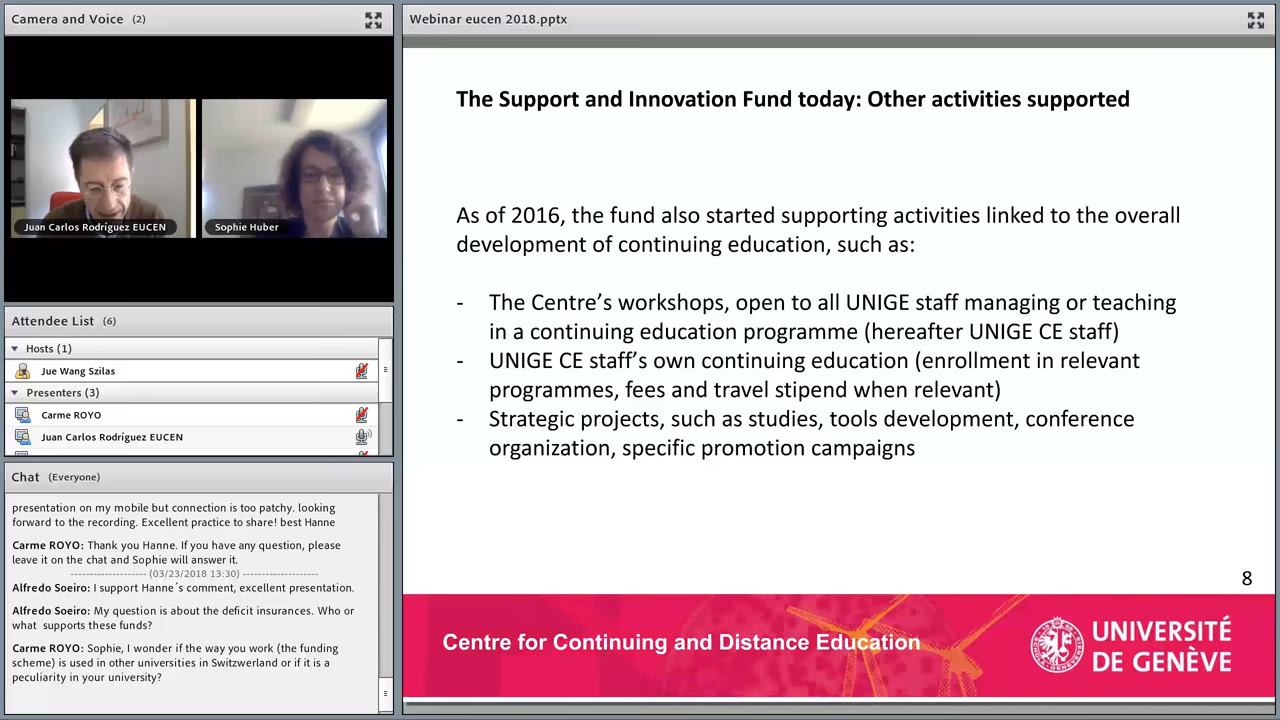 Camera and Voice (2)
Juan Carlos Rodríguez EUCEN
Sophie Huber
Attendee List (6)
Hosts (1)
Jue Wang Szilas
Presenters (3)
Carme ROYO
Juan Carlos Rodríguez EUCEN
Chat (Everyone)
presentation on my mobile but connection is too patchy. looking
forward to the recording. Excellent practice to share! best Hanne
Carme ROYO: Thank you Hanne. If you have any question, please
leave it on the chat and Sophie will answer it.
-------------------- (03/23/2018 13:30) --------------------
Alfredo Soeiro: I support Hanne´s comment, excellent presentation.
Alfredo Soeiro: My question is about the deficit insurances. Who or
what supports these funds?
Carme ROYO: Sophie, I wonder if the way you work (the funding
scheme) is used in other universities in Switzwerland or if it is a
peculiarity in your university?
Webinar eucen 2018.pptx
The Support and Innovation Fund today: Other activities supported
As of 2016, the fund also started supporting activities linked to the overall
development of continuing education, such as:
- The Centre’s workshops, open to all UNIGE staff managing or teaching
in a continuing education programme (hereafter UNIGE CE staff)
- UNIGE CE staff’s own continuing education (enrollment in relevant
programmes, fees and travel stipend when relevant)
- Strategic projects, such as studies, tools development, conference
organization, specific promotion campaigns
8
Centre for Continuing and Distance Education
UNIVERSITÉ
DE GENÈVE